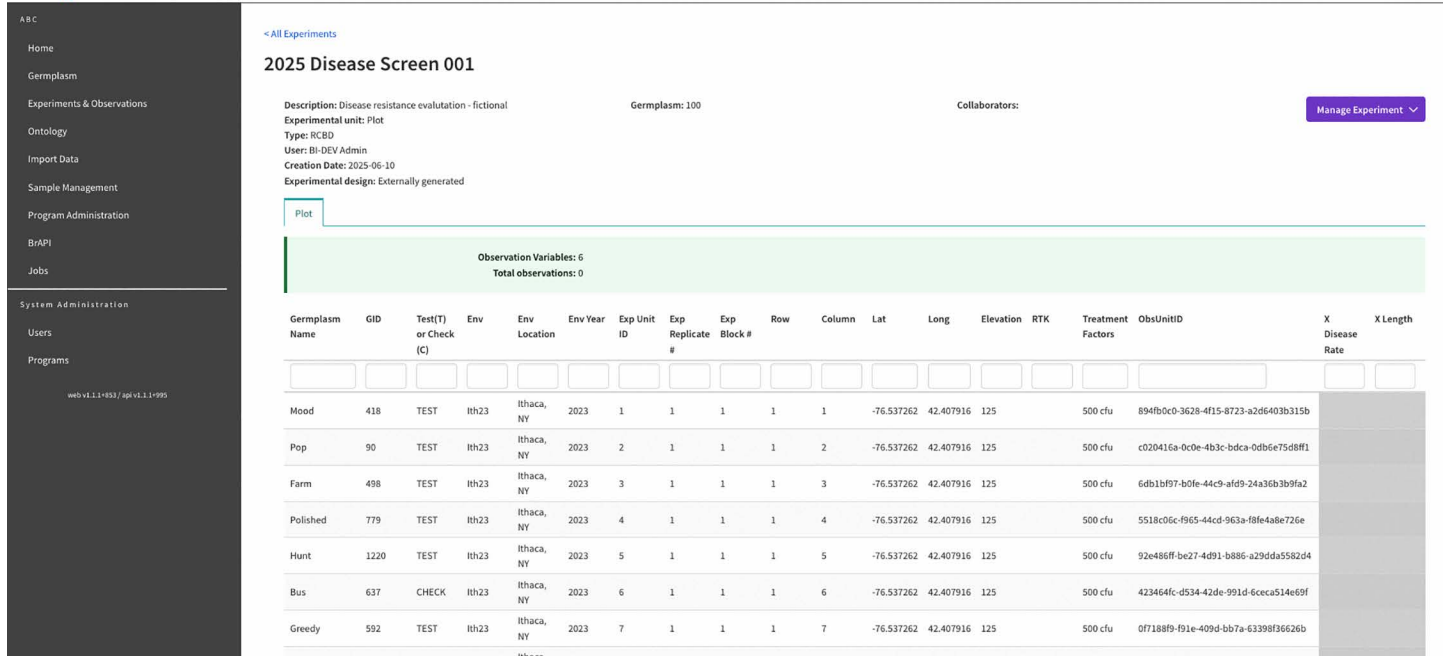 ABC
Home
Germplasm
Experiments & Observations
Ontology
Import Data
Sample Management
Program Administration
BrAPI
Jobs
System Administration
Users
Programs
web v1.1.1+853 / api v1.1.1+995
< All Experiments
2025 Disease Screen 001
Description: Disease resistance evalutation - fictional
Experimental unit: Plot
Type: RCBD
User: BI-DEV Admin
Creation Date: 2025-06-10
Experimental design: Externally generated
Germplasm: 100
Collaborators:
Manage Experiment
Plot
Observation Variables: 6
Total observations: 0
Germplasm Name GID Test(T) or Check (C) Env Env Location Env Year Exp Unit ID Exp Replicate # Exp Block # Row Column Lat Long Elevation RTK Treatment Factors ObsUnitID X Disease Rate X Length
Mood 418 TEST Ith23 Ithaca, NY 2023 1 1 1 1 1 -76.537262 42.407916 125 500 cfu 894fb0c0-3628-4f15-8723-a2d6403b315b
Pop 90 TEST Ith23 Ithaca, NY 2023 2 1 1 1 2 -76.537262 42.407916 125 500 cfu c020416a-0c0e-4b3c-bdca-0db6e75d8ff1
Farm 498 TEST Ith23 Ithaca, NY 2023 3 1 1 1 3 -76.537262 42.407916 125 500 cfu 6db1bf97-b0fe-44c9-afd9-24a36b3b9fa2
Polished 779 TEST Ith23 Ithaca, NY 2023 4 1 1 1 4 -76.537262 42.407916 125 500 cfu 5518c06c-f965-44cd-963a-f8fe4a8e726e
Hunt 1220 TEST Ith23 Ithaca, NY 2023 5 1 1 1 5 -76.537262 42.407916 125 500 cfu 92e486ff-be27-4d91-b886-a29dda5582d4
Bus 637 CHECK Ith23 Ithaca, NY 2023 6 1 1 1 6 -76.537262 42.407916 125 500 cfu 423464fc-d534-42de-991d-6ceca514e69f
Greedy 592 TEST Ith23 Ithaca, NY 2023 7 1 1 1 7 -76.537262 42.407916 125 500 cfu 0f7188f9-f91e-409d-bb7a-63398f36626b